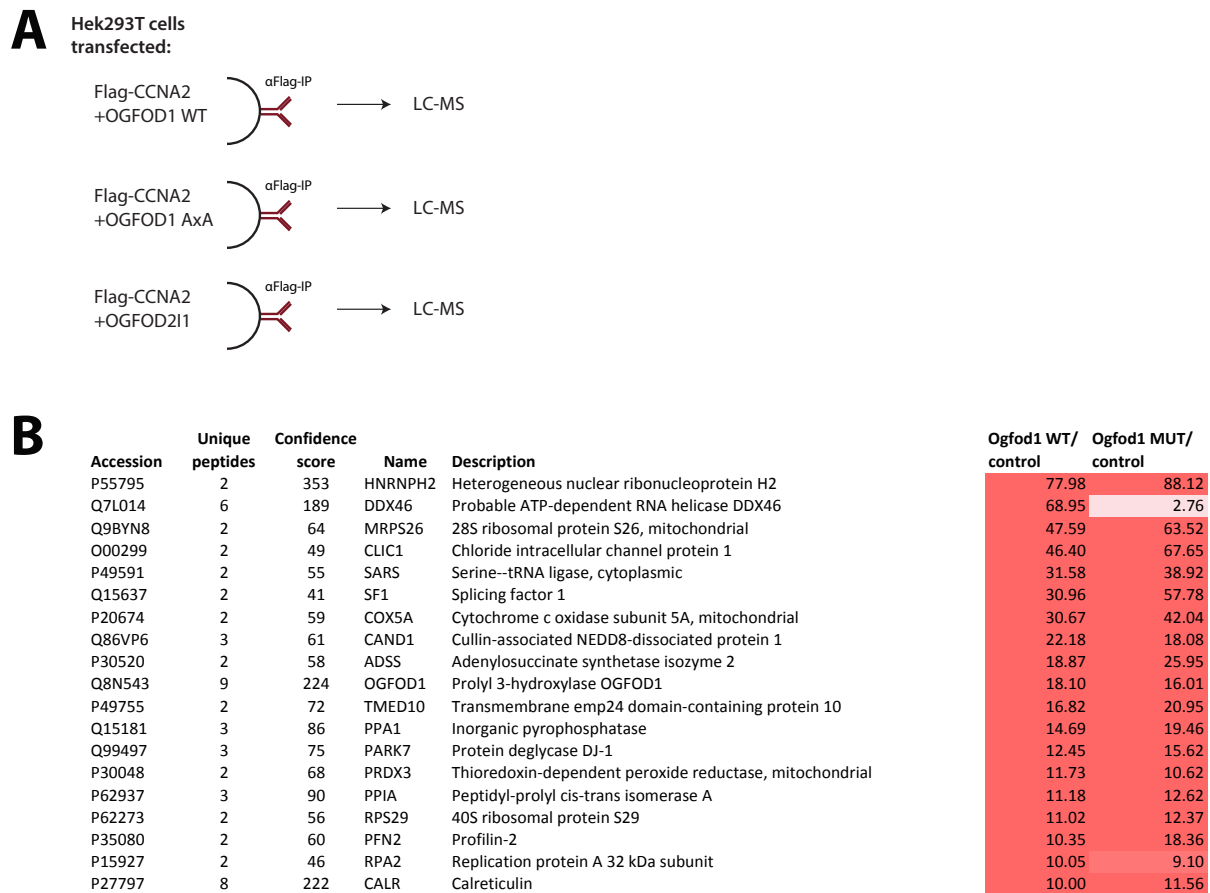 A
Hek293T cells
transfected:
Flag-CCNA2
+OGFOD1 WT
αFlag-IP
LC-MS
Flag-CCNA2
+OGFOD1 AxA
αFlag-IP
LC-MS
Flag-CCNA2
+OGFOD2I1
αFlag-IP
LC-MS
B
Unique Confidence Ogfod1 WT/ Ogfod1 MUT/
Accession peptides score Name Description control control
P55795 2 353 HNRNPH2 Heterogeneous nuclear ribonucleoprotein H2 77.98 88.12
Q7L014 6 189 DDX46 Probable ATP-dependent RNA helicase DDX46 68.95 2.76
Q9BYN8 2 64 MRPS26 28S ribosomal protein S26, mitochondrial 47.59 63.52
O00299 2 49 CLIC1 Chloride intracellular channel protein 1 46.40 67.65
P49591 2 55 SARS Serine--tRNA ligase, cytoplasmic 31.58 38.92
Q15637 2 41 SF1 Splicing factor 1 30.96 57.78
P20674 2 59 COX5A Cytochrome c oxidase subunit 5A, mitochondrial 30.67 42.04
Q86VP6 3 61 CAND1 Cullin-associated NEDD8-dissociated protein 1 22.18 18.08
P30520 2 58 ADSS Adenylosuccinate synthetase isozyme 2 18.87 25.95
Q8N543 9 224 OGFOD1 Prolyl 3-hydroxylase OGFOD1 18.10 16.01
P49755 2 72 TMED10 Transmembrane emp24 domain-containing protein 10 16.82 20.95
Q15181 3 86 PPA1 Inorganic pyrophosphatase 14.69 19.46
Q99497 3 75 PARK7 Protein deglycase DJ-1 12.45 15.62
P30048 2 68 PRDX3 Thioredoxin-dependent peroxide reductase, mitochondrial 11.73 10.62
P62937 3 90 PPIA Peptidyl-prolyl cis-trans isomerase A 11.18 12.62
P62273 2 56 RPS29 40S ribosomal protein S29 11.02 12.37
P35080 2 60 PFN2 Profilin-2 10.35 18.36
P15927 2 46 RPA2 Replication protein A 32 kDa subunit 10.05 9.10
P27797 8 222 CALR Calreticulin 10.00 11.56